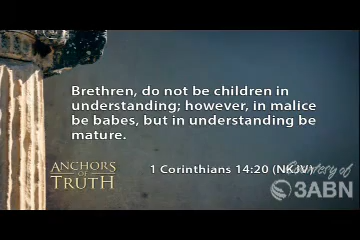 Brethren, do not be children in
understanding; however, in malice
be babes, but in understanding be
mature.
1 Corinthians 14:20 (NKJV)
ANCHORS
OF
TRUTH
Courtesy of
3ABN